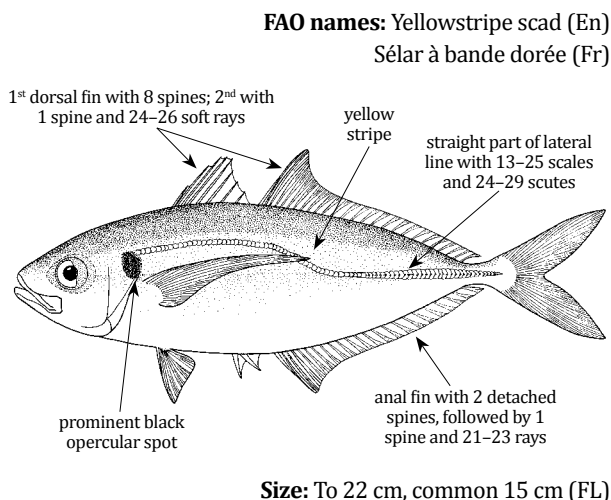 FAO names: Yellowstripe scad (En)
Sélar à bande dorée (Fr)
1st dorsal fin with 8 spines; 2nd with
1 spine and 24–26 soft rays
yellow
stripe
straight part of lateral
line with 13–25 scales
and 24–29 scutes
prominent black
opercular spot
anal fin with 2 detached
spines, followed by 1
spine and 21–23 rays
Size: To 22 cm, common 15 cm (FL)